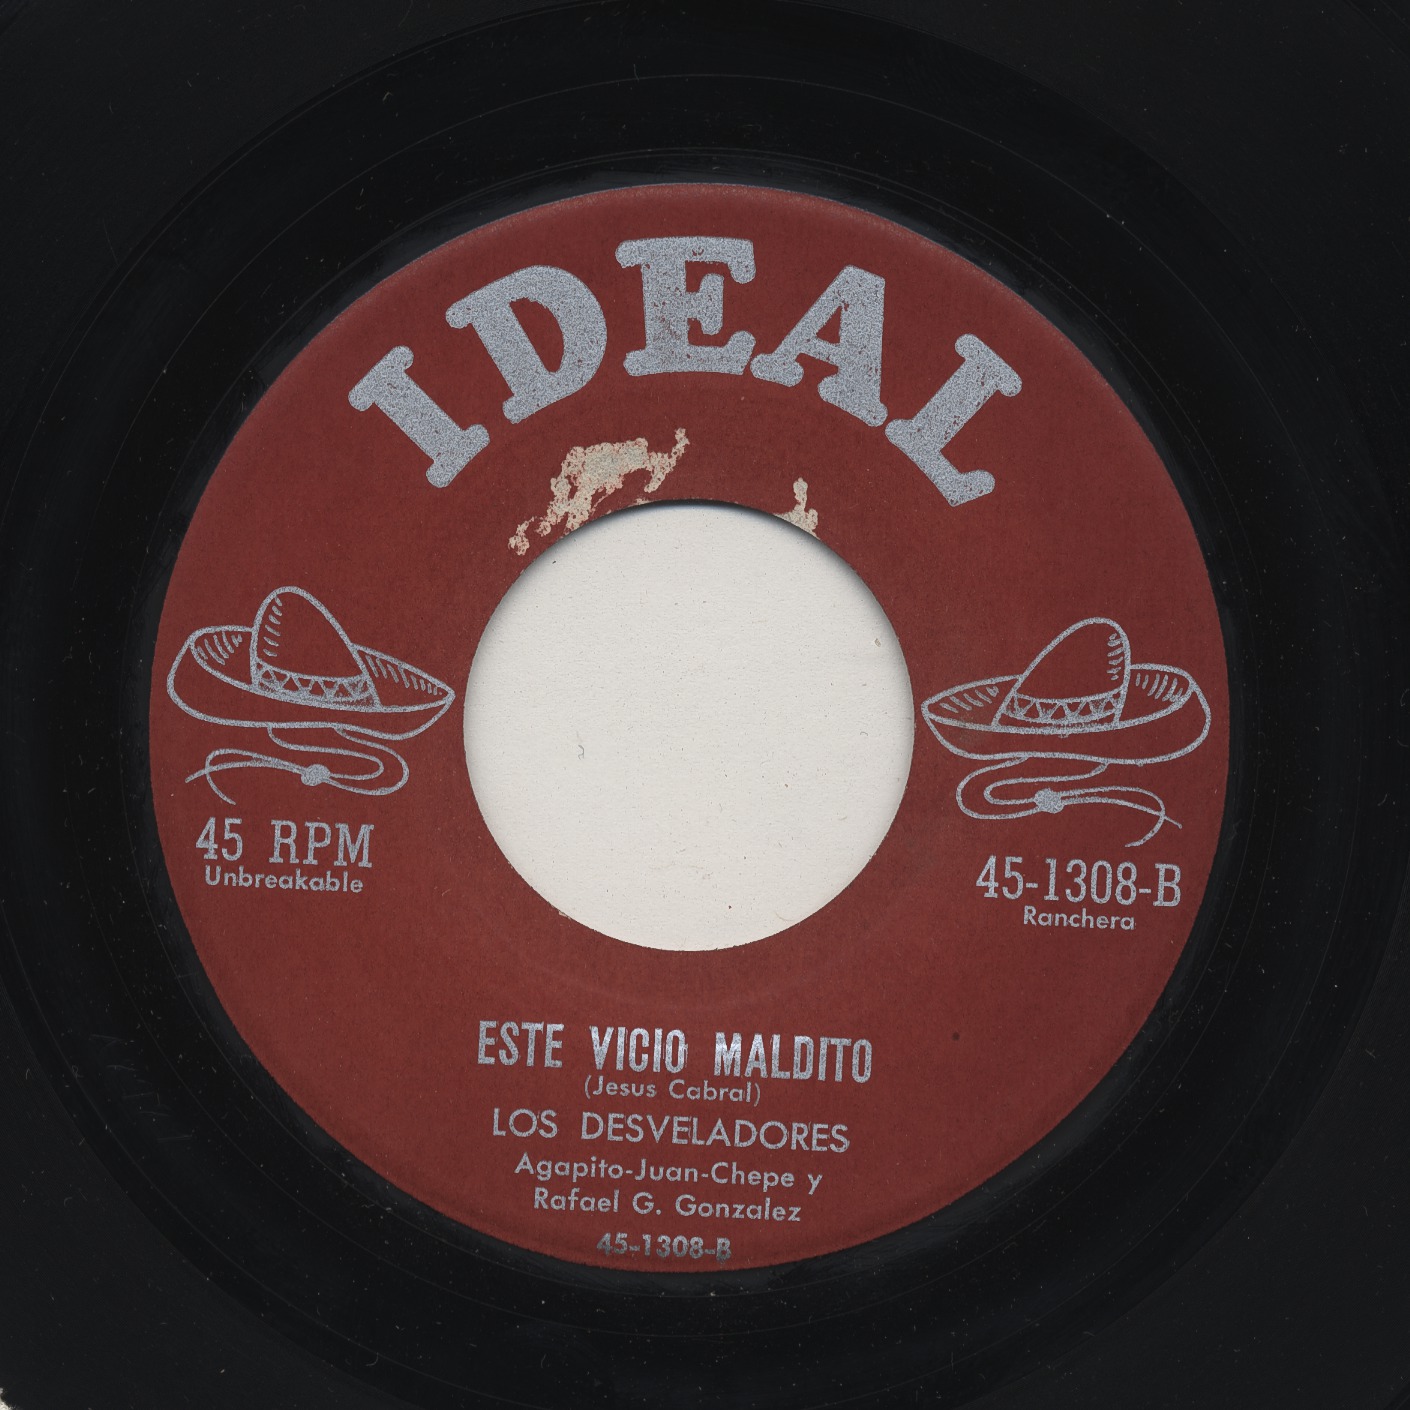 IDEAL
45 RPM
Unbreakable
45-1308-B
Ranchera
ESTE VICIO MALDITO
(Jesus Cabral)
LOS DESVELADORES
Agapito-Juan-Chepe y
Rafael G. Gonzalez
45-1308-B